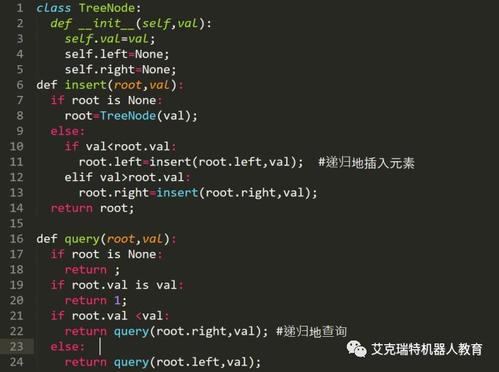 1 class TreeNode:
2   def __init__(self,val):
3     self.val=val;
4     self.left=None;
5     self.right=None;
6 def insert(root,val):
7   if root is None:
8     root=TreeNode(val);
9   else:
10     if val<root.val:
11       root.left=insert(root.left,val);  #递归地插入元素
12     elif val>root.val:
13       root.right=insert(root.right,val);
14   return root;
15
16 def query(root,val):
17   if root is None:
18     return ;
19   if root.val is val:
20     return 1;
21   if root.val <val:
22     return query(root.right,val); #递归地查询
23   else:
24     return query(root.left,val);
艾克瑞特机器人教育